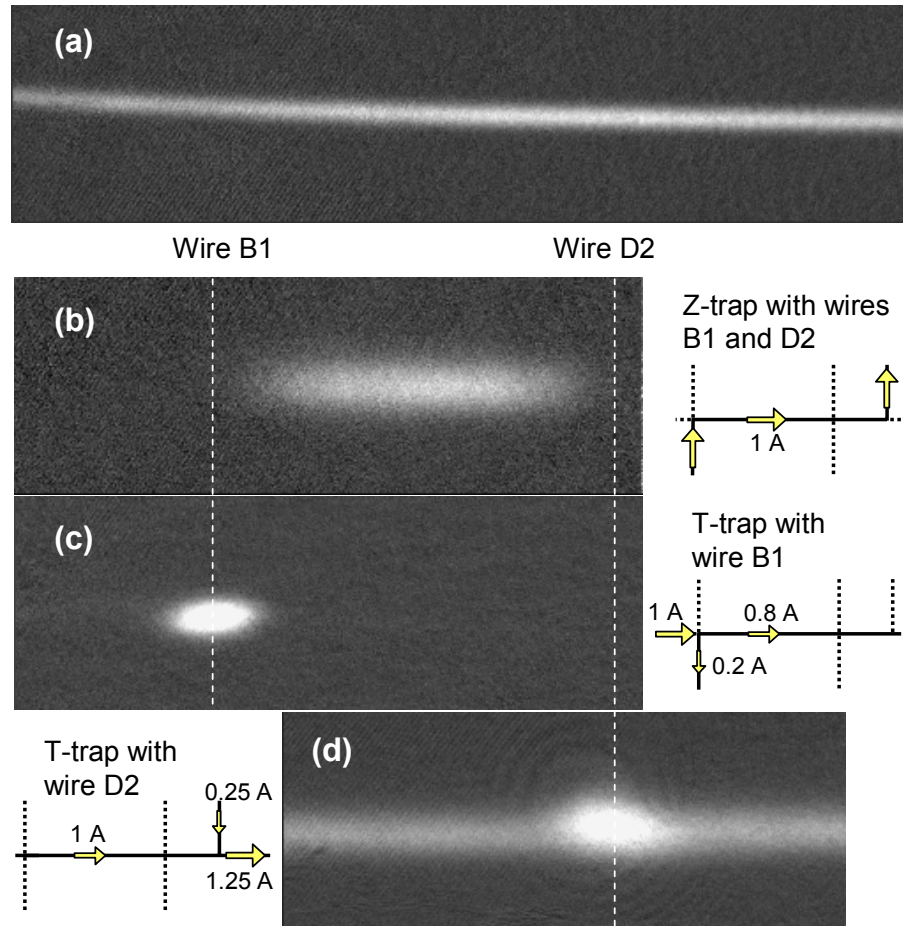 (a)
Wire B1
Wire D2
(b)
Z-trap with wires
B1 and D2
1 A
(c)
T-trap with
wire B1
1 A
0.8 A
0.2 A
T-trap with
wire D2
0.25 A
1 A
1.25 A
(d)